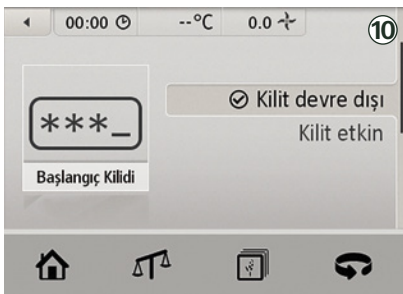 00:00 --°C 0.0 ⑩
Kilit devre dışı
***_
Kilit etkin
Başlangıç Kilidi